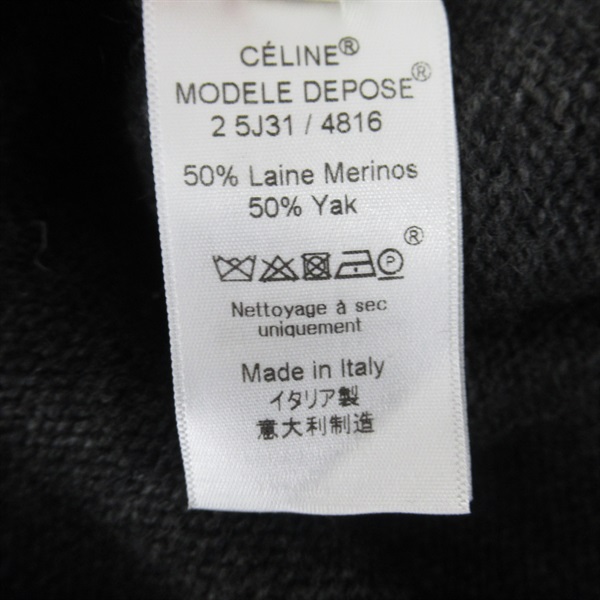 CÉLINE®
MODELE DEPOSE®
2 5J31 / 4816
50% Laine Merinos
50% Yak
P ®
Nettoyage à sec
uniquement
Made in Italy
イタリア製
意大利制造